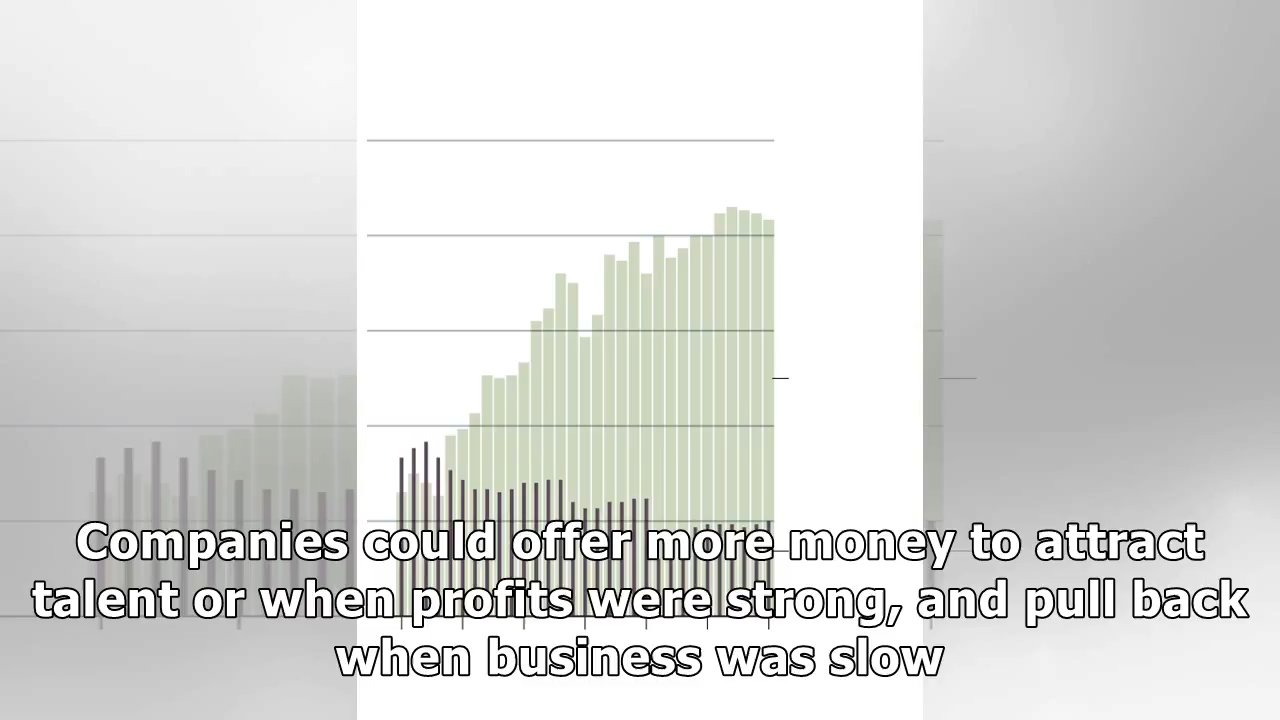 Companies could offer more money to attract
talent or when profits were strong, and pull back
when business was slow